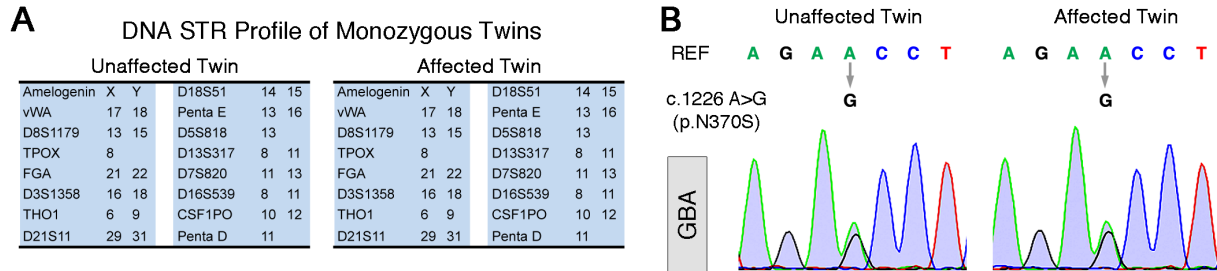 A
DNA STR Profile of Monozygous Twins
Unaffected Twin
Amelogenin X Y D18S51 14 15
vWA 17 18 Penta E 13 16
D8S1179 13 15 D5S818 13
TPOX 8 D13S317 8 11
FGA 21 22 D7S820 11 13
D3S1358 16 18 D16S539 8 11
THO1 6 9 CSF1PO 10 12
D21S11 29 31 Penta D 11
Affected Twin
Amelogenin X Y D18S51 14 15
vWA 17 18 Penta E 13 16
D8S1179 13 15 D5S818 13
TPOX 8 D13S317 8 11
FGA 21 22 D7S820 11 13
D3S1358 16 18 D16S539 8 11
THO1 6 9 CSF1PO 10 12
D21S11 29 31 Penta D 11
B
Unaffected Twin Affected Twin
REF A G A A C C T A G A A C C T
c.1226 A>G G G
(p.N370S)
GBA